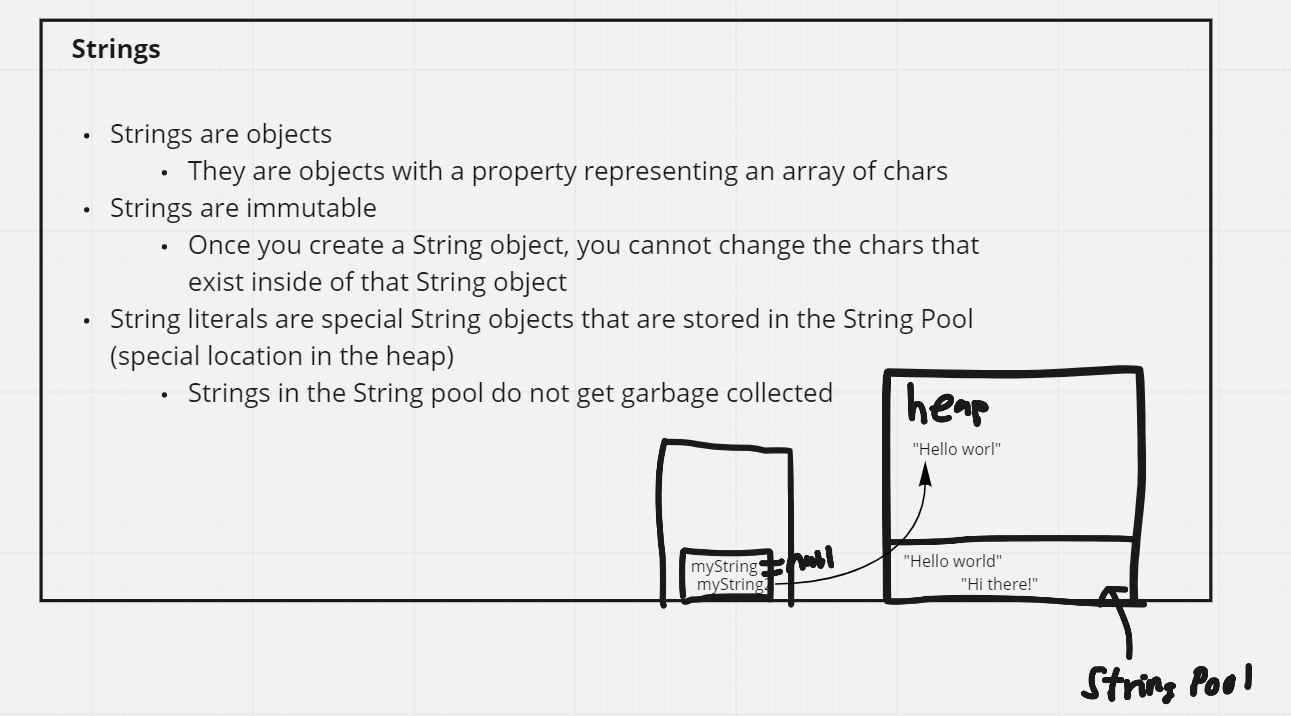 Strings
• Strings are objects
• They are objects with a property representing an array of chars
• Strings are immutable
• Once you create a String object, you cannot change the chars that
exist inside of that String object
• String literals are special String objects that are stored in the String Pool
(special location in the heap)
• Strings in the String pool do not get garbage collected
heap
"Hello worl"
myString = null
myString2
"Hello world"
"Hi there!"
String Pool